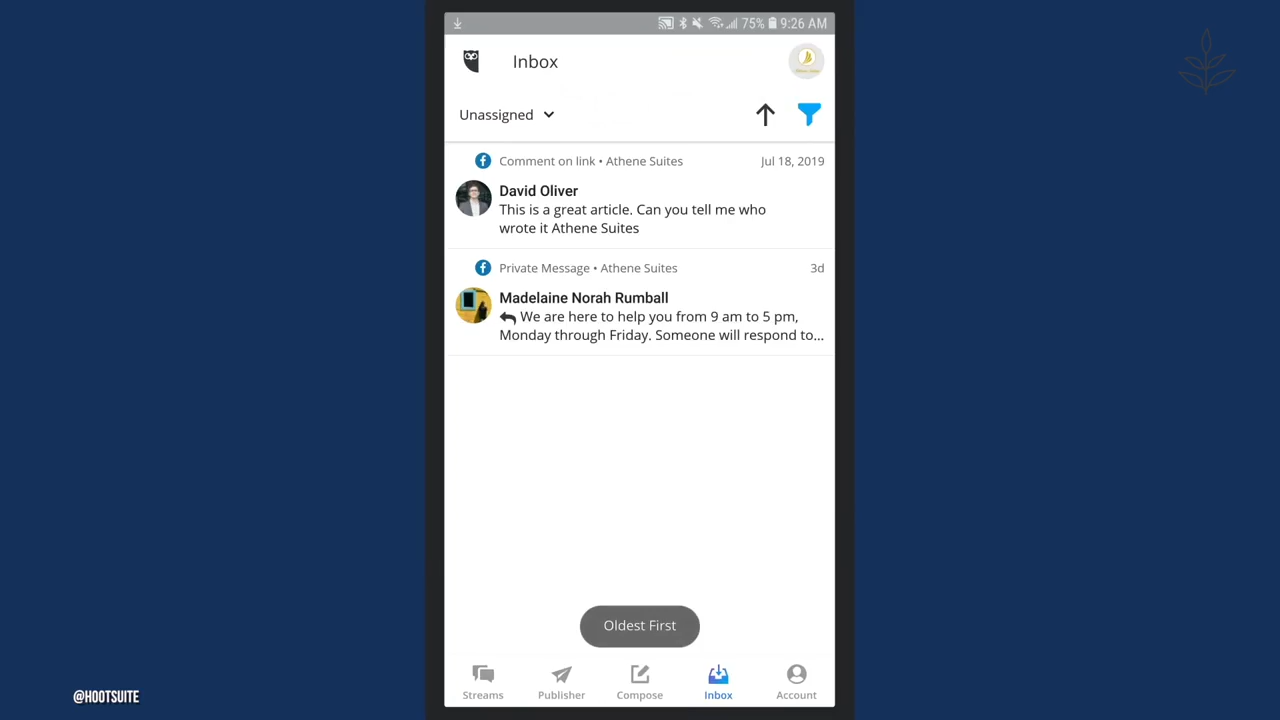 75% 9:26 AM
Inbox
Unassigned
Comment on link • Athene Suites Jul 18, 2019
David Oliver
This is a great article. Can you tell me who
wrote it Athene Suites
Private Message • Athene Suites 3d
Madelaine Norah Rumball
We are here to help you from 9 am to 5 pm,
Monday through Friday. Someone will respond to...
Oldest First
Streams Publisher Compose Inbox Account
@HOOTSUITE